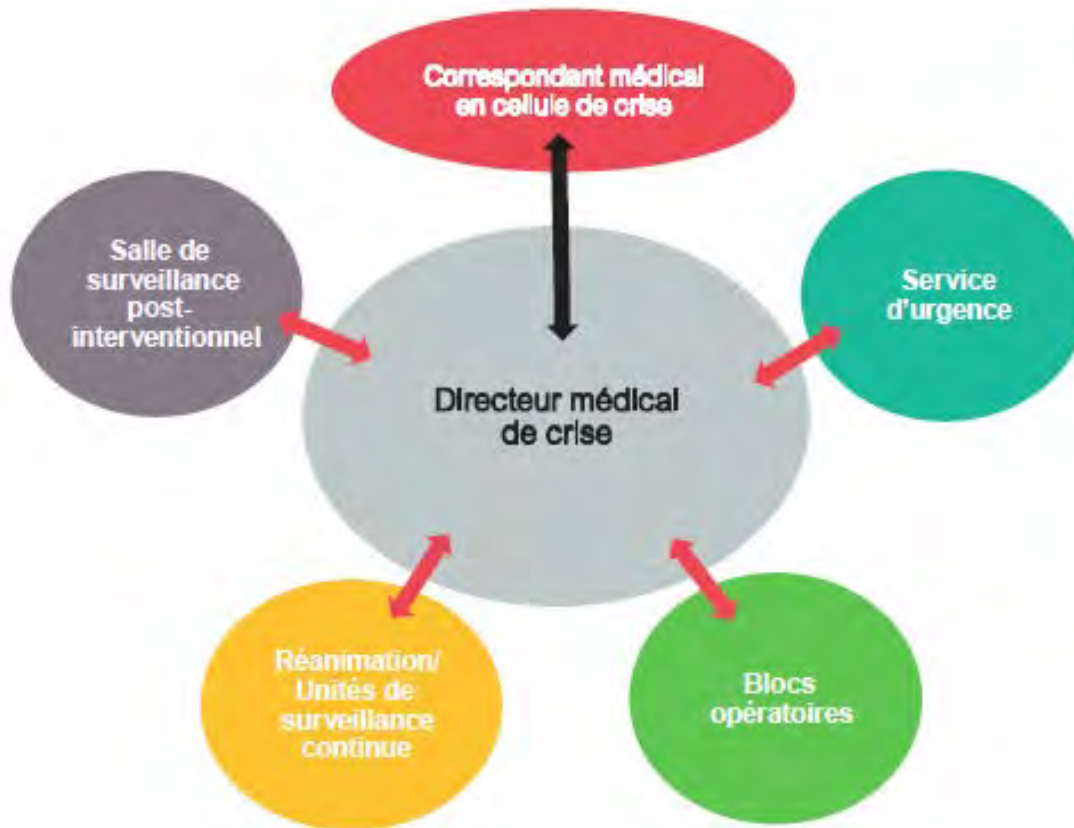 Correspondant médical
en cellule de crise
Salle de
surveillance
post-
interventionnel
Service
d'urgence
Directeur médical
de crise
Réanimation/
Unités de
surveillance
continue
Blocs
opératoires